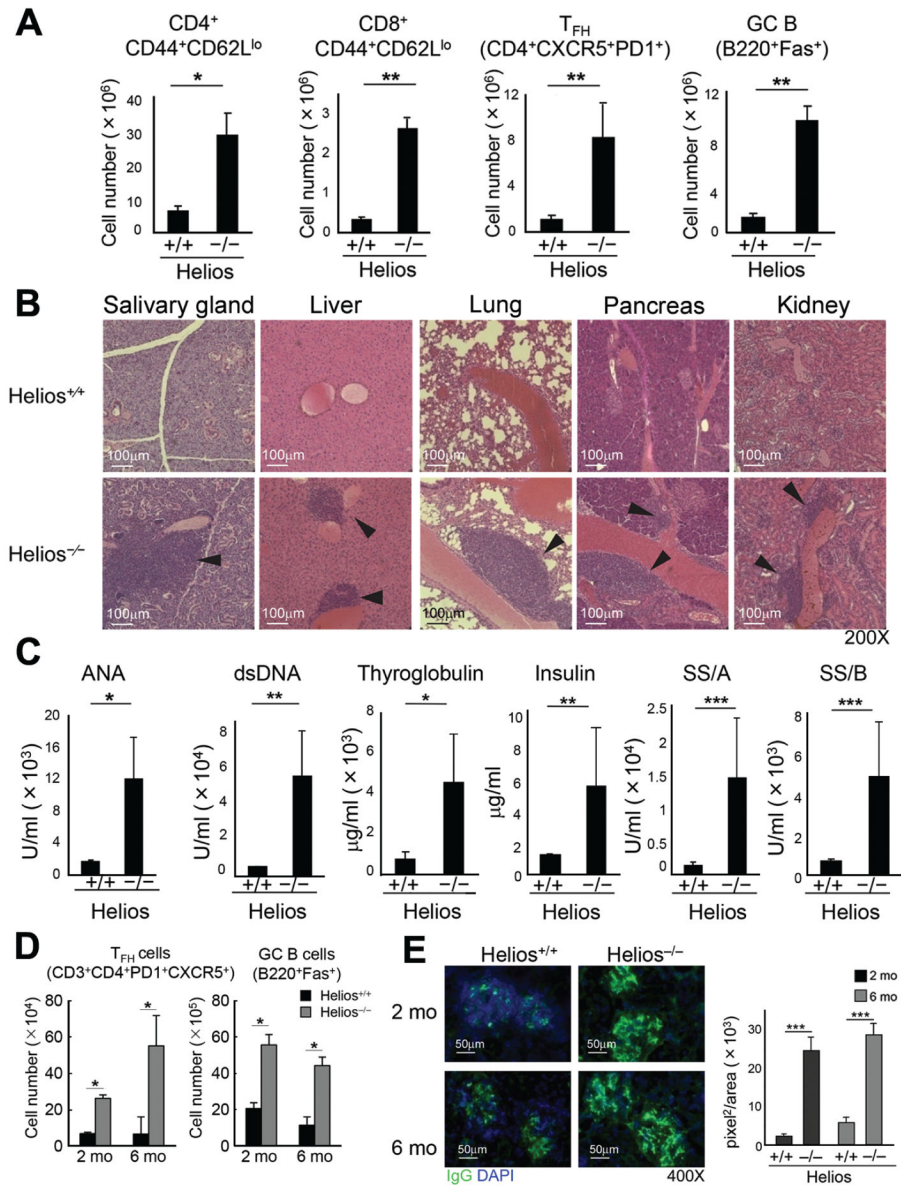 A
CD4⁺
CD44⁺CD62Lˡᵒ
*
Cell number (×10⁶)
30
20
10
0
+/+ −/−
Helios
CD8⁺
CD44⁺CD62Lˡᵒ
**
Cell number (×10⁶)
3
2
1
0
+/+ −/−
Helios
T_FH
(CD4⁺CXCR5⁺PD1⁺)
**
Cell number (×10⁶)
12
8
4
0
+/+ −/−
Helios
GC B
(B220⁺Fas⁺)
**
Cell number (×10⁶)
12
8
4
0
+/+ −/−
Helios
B
Salivary gland Liver Lung Pancreas Kidney
Helios⁺/⁺
100μm 100μm 100μm 100μm 100μm
Helios⁻/⁻
100μm 100μm 100μm 100μm 100μm
200X
C
ANA
*
U/ml (×10³)
20
16
12
8
4
0
+/+ −/−
Helios
dsDNA
**
U/ml (×10⁴)
8
6
4
2
0
+/+ −/−
Helios
Thyroglobulin
*
μg/ml (×10³)
8
6
4
2
0
+/+ −/−
Helios
Insulin
**
μg/ml
10
8
6
4
2
0
+/+ −/−
Helios
SS/A
***
U/ml (×10⁴)
2.5
2
1.5
1
0.5
0
+/+ −/−
Helios
SS/B
***
U/ml (×10³)
8
6
4
2
0
+/+ −/−
Helios
D
T_FH cells
(CD3⁺CD4⁺PD1⁺CXCR5⁺)
Cell number (×10⁴)
80
60
40
20
0
* *
2 mo 6 mo
GC B cells
(B220⁺Fas⁺)
Helios⁺/⁺
Helios⁻/⁻
Cell number (×10⁵)
80
60
40
20
0
* *
2 mo 6 mo
E
Helios⁺/⁺ Helios⁻/⁻
2 mo
50μm 50μm
6 mo
50μm 50μm
IgG DAPI
400X
2 mo
6 mo
*** ***
pixel²/area (×10³)
30
20
10
0
+/+ −/− +/+ −/−
Helios